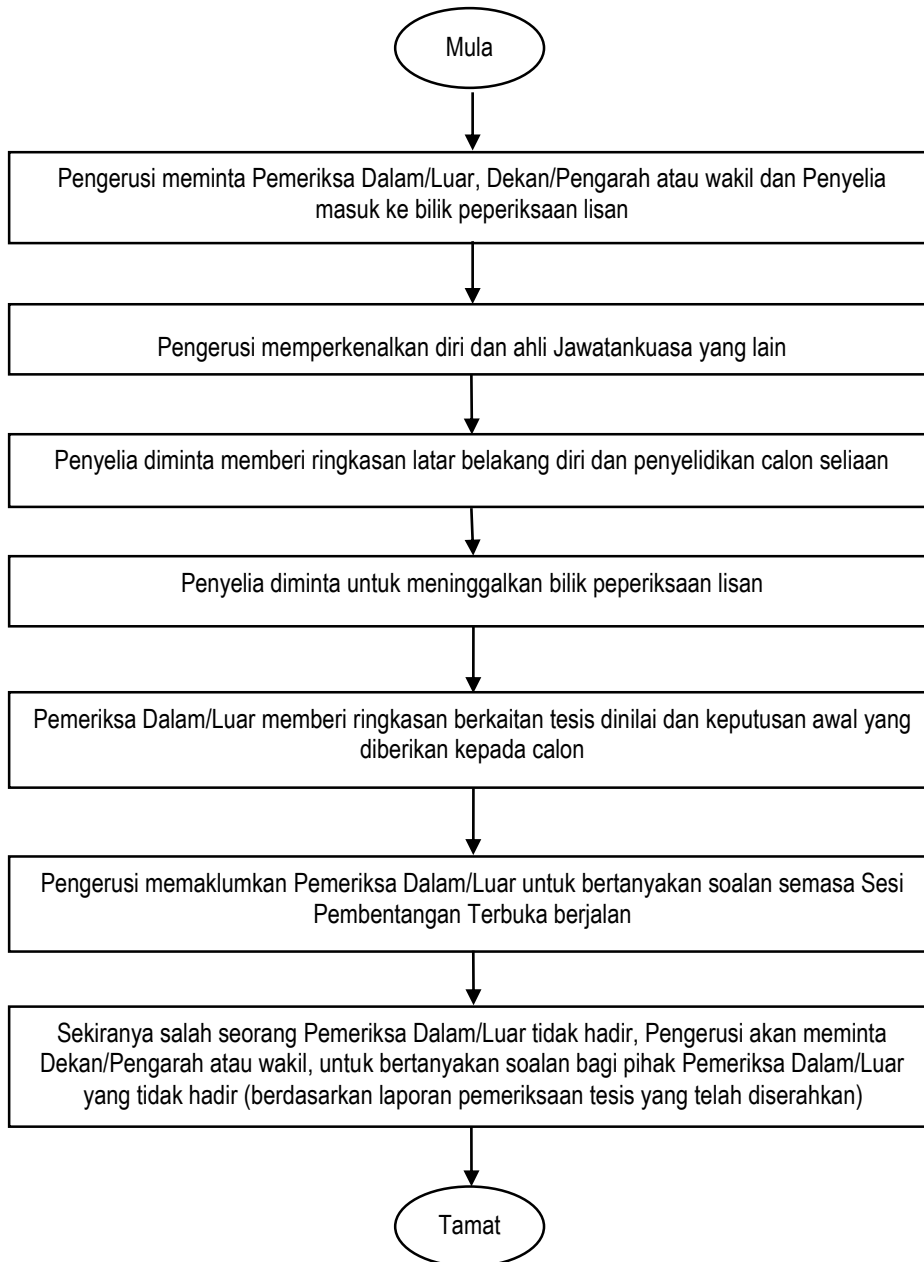 Mula
Pengerusi meminta Pemeriksa Dalam/Luar, Dekan/Pengarah atau wakil dan Penyelia
masuk ke bilik peperiksaan lisan
Pengerusi memperkenalkan diri dan ahli Jawatankuasa yang lain
Penyelia diminta memberi ringkasan latar belakang diri dan penyelidikan calon seliaan
Penyelia diminta untuk meninggalkan bilik peperiksaan lisan
Pemeriksa Dalam/Luar memberi ringkasan berkaitan tesis dinilai dan keputusan awal yang
diberikan kepada calon
Pengerusi memaklumkan Pemeriksa Dalam/Luar untuk bertanyakan soalan semasa Sesi
Pembentangan Terbuka berjalan
Sekiranya salah seorang Pemeriksa Dalam/Luar tidak hadir, Pengerusi akan meminta
Dekan/Pengarah atau wakil, untuk bertanyakan soalan bagi pihak Pemeriksa Dalam/Luar
yang tidak hadir (berdasarkan laporan pemeriksaan tesis yang telah diserahkan)
Tamat